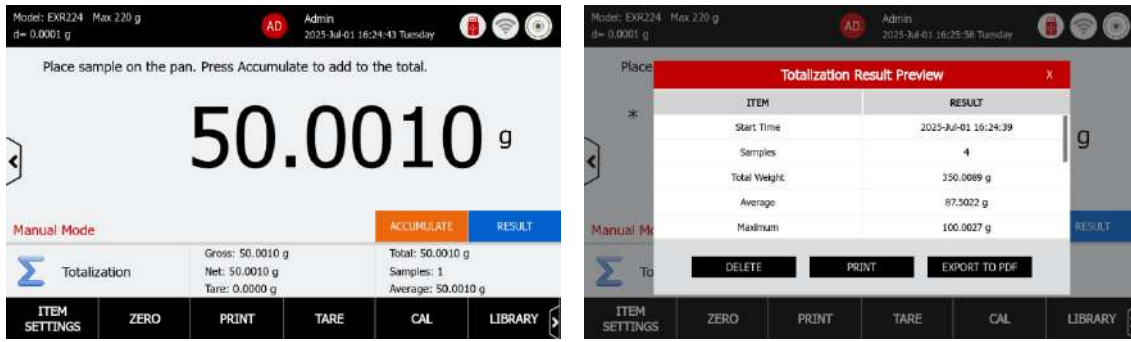 Model: EXR224 Max 220 g
d= 0.0001 g
AD
Admin
2025-Jul-01 16:24:43 Tuesday
Place sample on the pan. Press Accumulate to add to the total.
50.0010 g
Manual Mode
ACCUMULATE
RESULT
Totalization
Gross: 50.0010 g
Net: 50.0010 g
Tare: 0.0000 g
Total: 50.0010 g
Samples: 1
Average: 50.0010 g
ITEM SETTINGS
ZERO
PRINT
TARE
CAL
LIBRARY
Model: EXR224 Max 220 g
d= 0.0001 g
AD
Admin
2025-Jul-01 16:25:58 Tuesday
Place
*
g
Totalization Result Preview X
ITEM RESULT
Start Time 2025-Jul-01 16:24:39
Samples 4
Total Weight 350.0089 g
Average 87.5022 g
Maximum 100.0027 g
DELETE
PRINT
EXPORT TO PDF
Manual Mo
RESULT
To
ITEM SETTINGS
ZERO
PRINT
TARE
CAL
LIBRARY